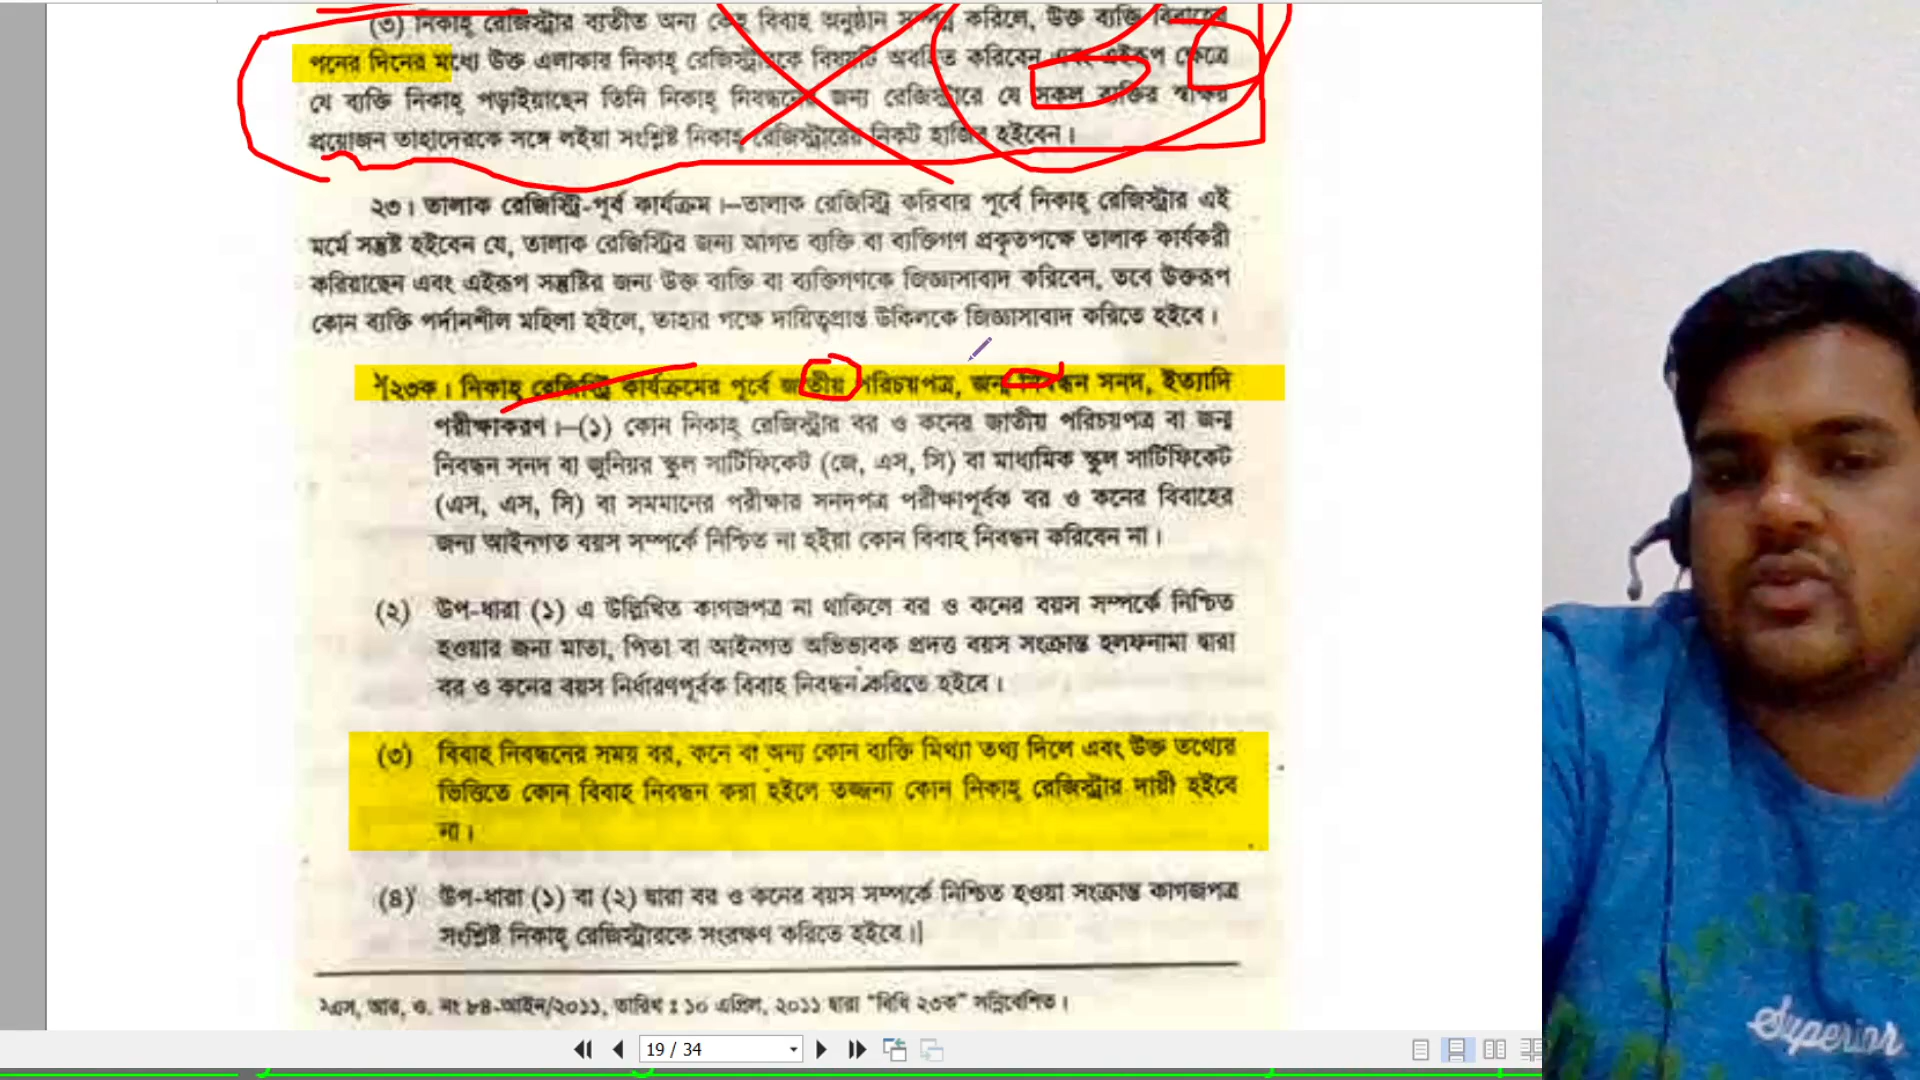 (৩) নিকাহ্ রেজিস্ট্রার ব্যতীত অন্য কেহ বিবাহ অনুষ্ঠান সম্পন্ন করিলে, উক্ত ব্যক্তি বিবাহের
পনের দিনের মধ্যে উক্ত এলাকার নিকাহ্ রেজিস্ট্রারকে বিষয়টি অবহিত করিবেন এবং এইরূপ ক্ষেত্রে
যে ব্যক্তি নিকাহ্ পড়াইয়াছেন তিনি নিকাহ্ নিবন্ধনের জন্য রেজিস্টারে যে সকল ব্যক্তির স্বাক্ষর
প্রয়োজন তাহাদেরকে সঙ্গে লইয়া সংশ্লিষ্ট নিকাহ্ রেজিস্ট্রারের নিকট হাজির হইবেন।
২৩। তালাক রেজিস্ট্রি-পূর্ব কার্যক্রম।–তালাক রেজিস্ট্রি করিবার পূর্বে নিকাহ্ রেজিস্ট্রার এই
মর্মে সন্তুষ্ট হইবেন যে, তালাক রেজিস্ট্রির জন্য আগত ব্যক্তি বা ব্যক্তিগণ প্রকৃতপক্ষে তালাক কার্যকরী
করিয়াছেন এবং এইরূপ সন্তুষ্টির জন্য উক্ত ব্যক্তি বা ব্যক্তিগণকে জিজ্ঞাসাবাদ করিবেন, তবে উক্তরূপ
কোন ব্যক্তি পর্দানশীল মহিলা হইলে, তাহার পক্ষে দায়িত্বপ্রাপ্ত উকিলকে জিজ্ঞাসাবাদ করিতে হইবে।
১[২৩ক। নিকাহ্ রেজিস্ট্রি কার্যক্রমের পূর্বে জাতীয় পরিচয়পত্র, জন্ম নিবন্ধন সনদ, ইত্যাদি
পরীক্ষাকরণ।–(১) কোন নিকাহ্ রেজিস্ট্রার বর ও কনের জাতীয় পরিচয়পত্র বা জন্ম
নিবন্ধন সনদ বা জুনিয়র স্কুল সার্টিফিকেট (জে, এস, সি) বা মাধ্যমিক স্কুল সার্টিফিকেট
(এস, এস, সি) বা সমমানের পরীক্ষার সনদপত্র পরীক্ষাপূর্বক বর ও কনের বিবাহের
জন্য আইনগত বয়স সম্পর্কে নিশ্চিত না হইয়া কোন বিবাহ নিবন্ধন করিবেন না।
(২) উপ-ধারা (১) এ উল্লিখিত কাগজপত্র না থাকিলে বর ও কনের বয়স সম্পর্কে নিশ্চিত
হওয়ার জন্য মাতা, পিতা বা আইনগত অভিভাবক প্রদত্ত বয়স সংক্রান্ত হলফনামা দ্বারা
বর ও কনের বয়স নির্ধারণপূর্বক বিবাহ নিবন্ধন করিতে হইবে।
(৩) বিবাহ নিবন্ধনের সময় বর, কনে বা অন্য কোন ব্যক্তি মিথ্যা তথ্য দিলে এবং উক্ত তথ্যের
ভিত্তিতে কোন বিবাহ নিবন্ধন করা হইলে তজ্জন্য কোন নিকাহ্ রেজিস্ট্রার দায়ী হইবে
না।
(৪) উপ-ধারা (১) বা (২) দ্বারা বর ও কনের বয়স সম্পর্কে নিশ্চিত হওয়া সংক্রান্ত কাগজপত্র
সংশ্লিষ্ট নিকাহ্ রেজিস্ট্রারকে সংরক্ষণ করিতে হইবে।]
১এস, আর, ও, নং ৮৪-আইন/২০১১, তারিখ : ১০ এপ্রিল, ২০১১ দ্বারা "বিধি ২৩ক" সন্নিবেশিত।
19 / 34
Superior